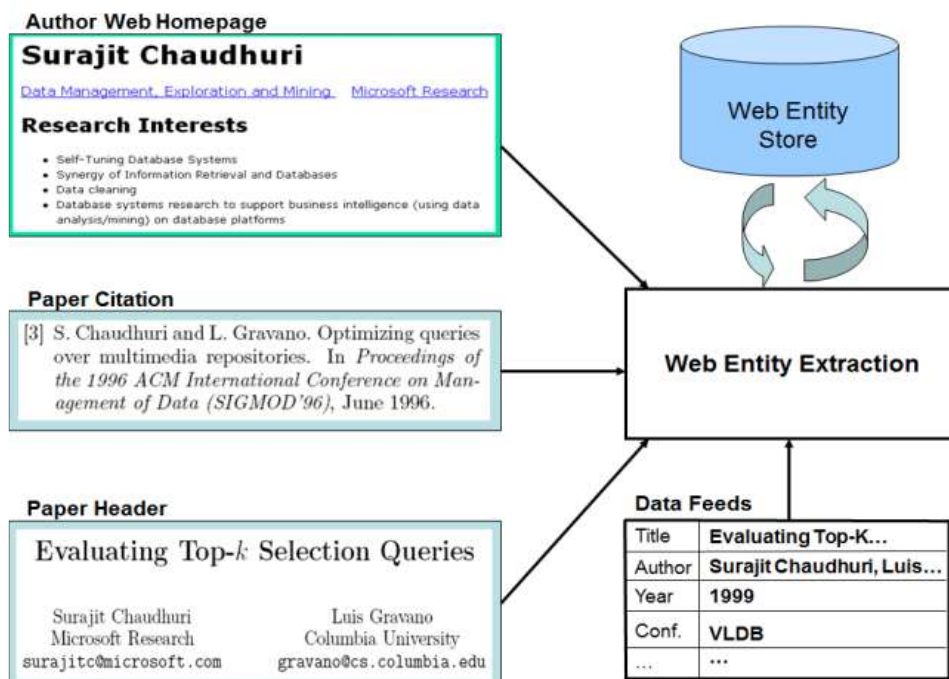 Author Web Homepage
Surajit Chaudhuri
Data Management, Exploration and Mining Microsoft Research
Research Interests
• Self-Tuning Database Systems
• Synergy of Information Retrieval and Databases
• Data cleaning
• Database systems research to support business intelligence (using data
analysis/mining) on database platforms
Paper Citation
[3] S. Chaudhuri and L. Gravano. Optimizing queries
over multimedia repositories. In Proceedings of
the 1996 ACM International Conference on Man-
agement of Data (SIGMOD'96), June 1996.
Paper Header
Evaluating Top-k Selection Queries
Surajit Chaudhuri Luis Gravano
Microsoft Research Columbia University
surajitc@microsoft.com gravano@cs.columbia.edu
Web Entity
Store
Web Entity Extraction
Data Feeds
Title Evaluating Top-K...
Author Surajit Chaudhuri, Luis...
Year 1999
Conf. VLDB
... ...